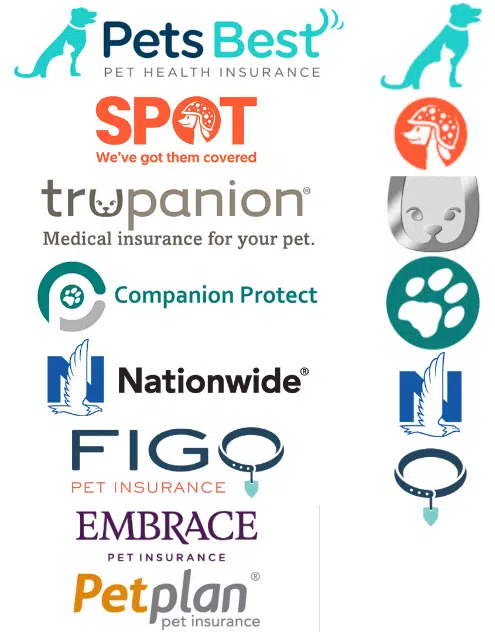 Pets Best
PET HEALTH INSURANCE
SPOT
We've got them covered
trupanion®
Medical insurance for your pet.
Companion Protect
N Nationwide®
FIGO
PET INSURANCE
EMBRACE
PET INSURANCE
Petplan®
pet insurance